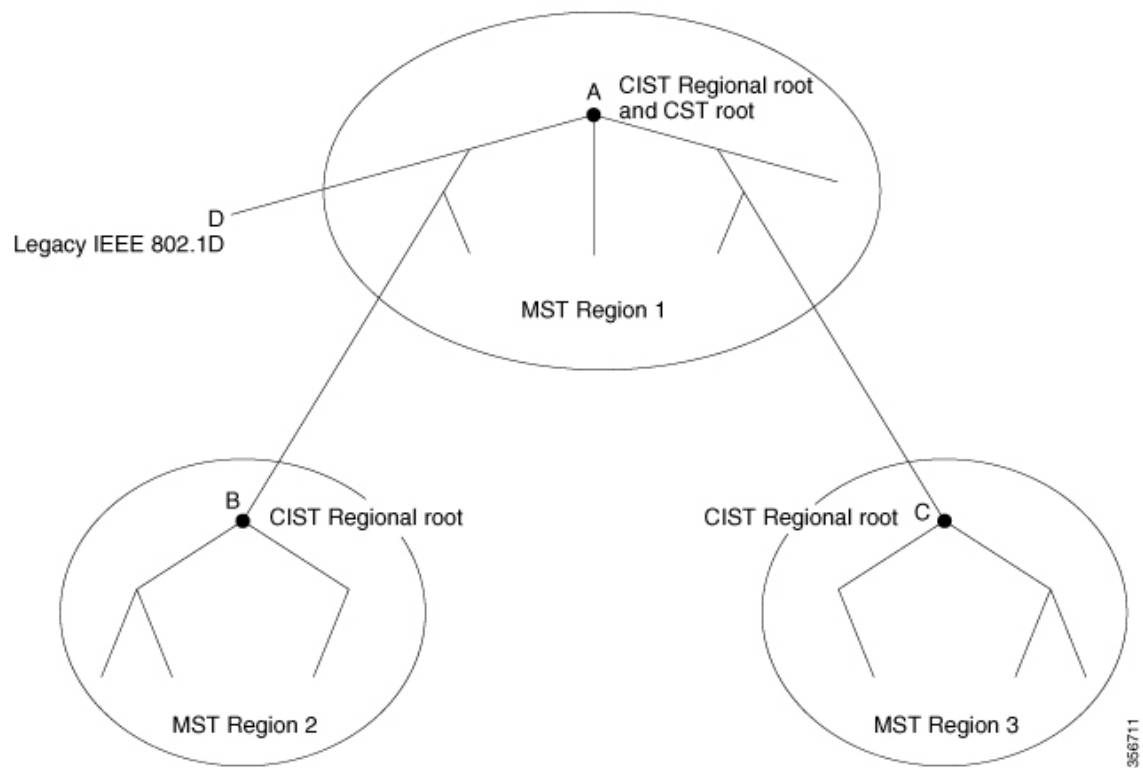 A
CIST Regional root
and CST root
D
Legacy IEEE 802.1D
MST Region 1
B
CIST Regional root
CIST Regional root
C
MST Region 2
MST Region 3
356711